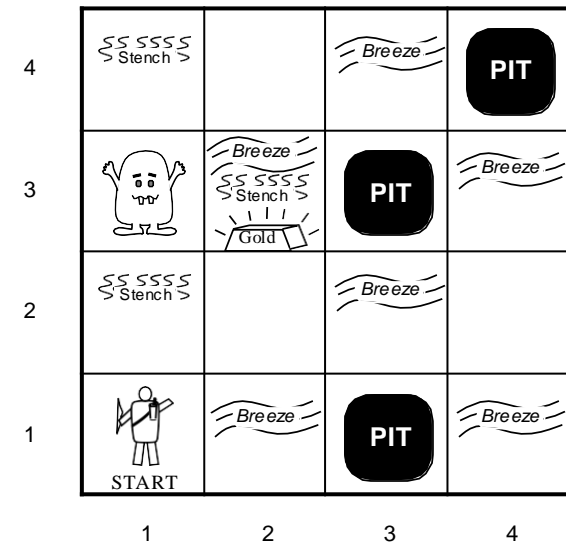 4
Stench
Breeze
PIT
3
Breeze
Stench
Gold
PIT
Breeze
2
Stench
Breeze
1
START
Breeze
PIT
Breeze
1 2 3 4